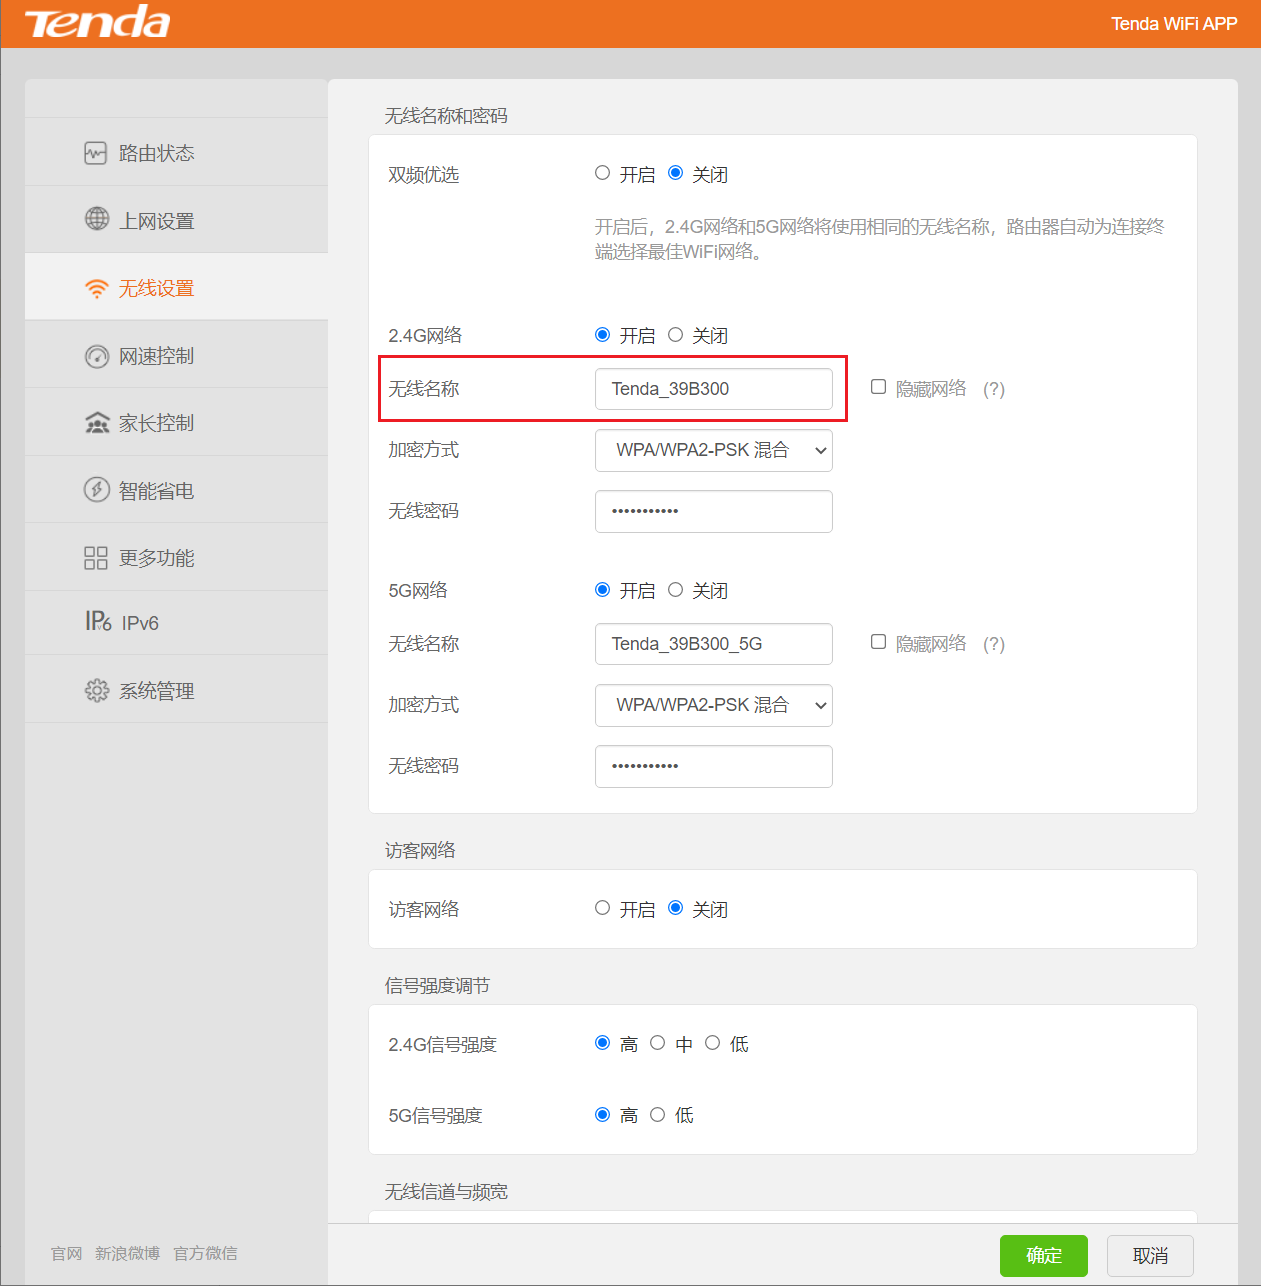 Tenda
Tenda WiFi APP
路由状态
上网设置
无线设置
网速控制
家长控制
智能省电
更多功能
IPv6 IPv6
系统管理
官网 新浪微博 官方微信
无线名称和密码
双频优选 开启 关闭
开启后，2.4G网络和5G网络将使用相同的无线名称，路由器自动为连接终
端选择最佳WiFi网络。
2.4G网络 开启 关闭
无线名称 Tenda_39B300 隐藏网络 (?)
加密方式 WPA/WPA2-PSK 混合
无线密码 •••••••••••
5G网络 开启 关闭
无线名称 Tenda_39B300_5G 隐藏网络 (?)
加密方式 WPA/WPA2-PSK 混合
无线密码 •••••••••••
访客网络
访客网络 开启 关闭
信号强度调节
2.4G信号强度 高 中 低
5G信号强度 高 低
无线信道与频宽
确定 取消